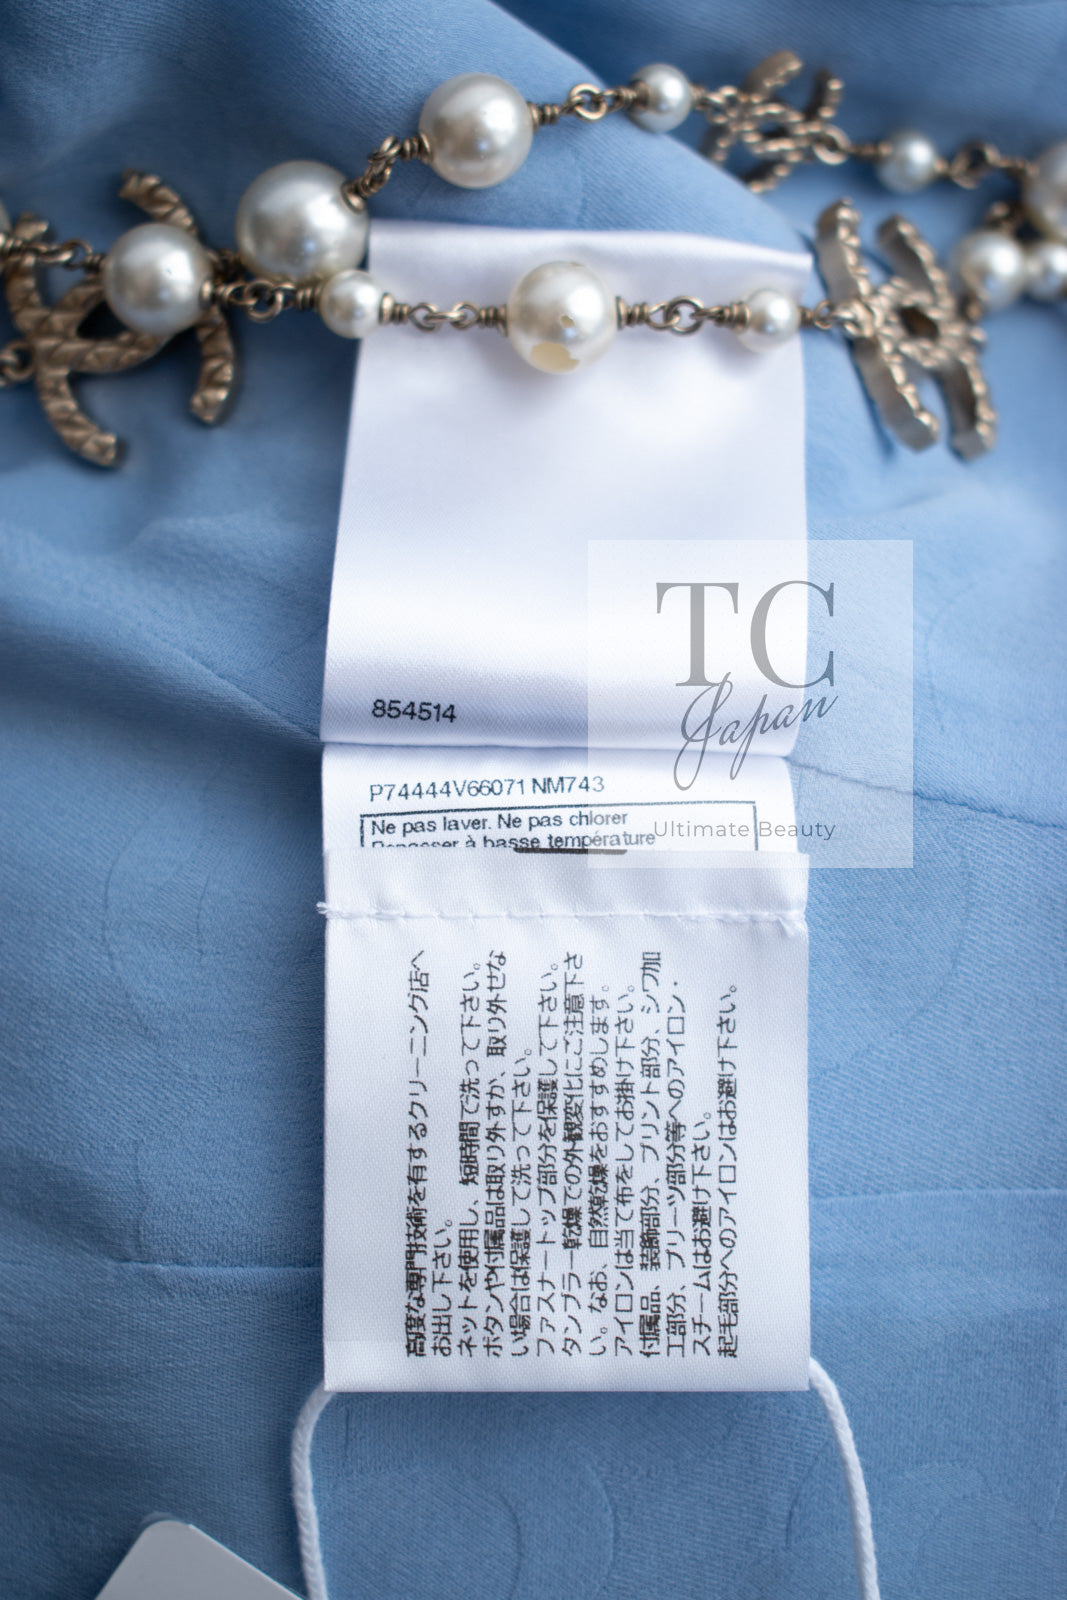 854514
P74444V66071 NM743
Ne pas laver. Ne pas chlorer
Repasser à basse température
TC
Japan
Ultimate Beauty
高度な専門技術を有するクリーニング店へ
お出し下さい。
ネットを使用し、短時間で洗って下さい。
ボタンや付属品は取り外すか、取り外せな
い場合は保護して洗って下さい。
ファスナートップ部分を保護して下さい。
タンブラー乾燥での外観変化にご注意下さ
い。なお、自然乾燥をおすすめします。
アイロンは当て布をしてお掛け下さい。
付属品、装飾部分、プリント部分、シワ加
工部分、プリーツ部分等へのアイロン・
スチームはお避け下さい。
起毛部分へのアイロンはお避け下さい。